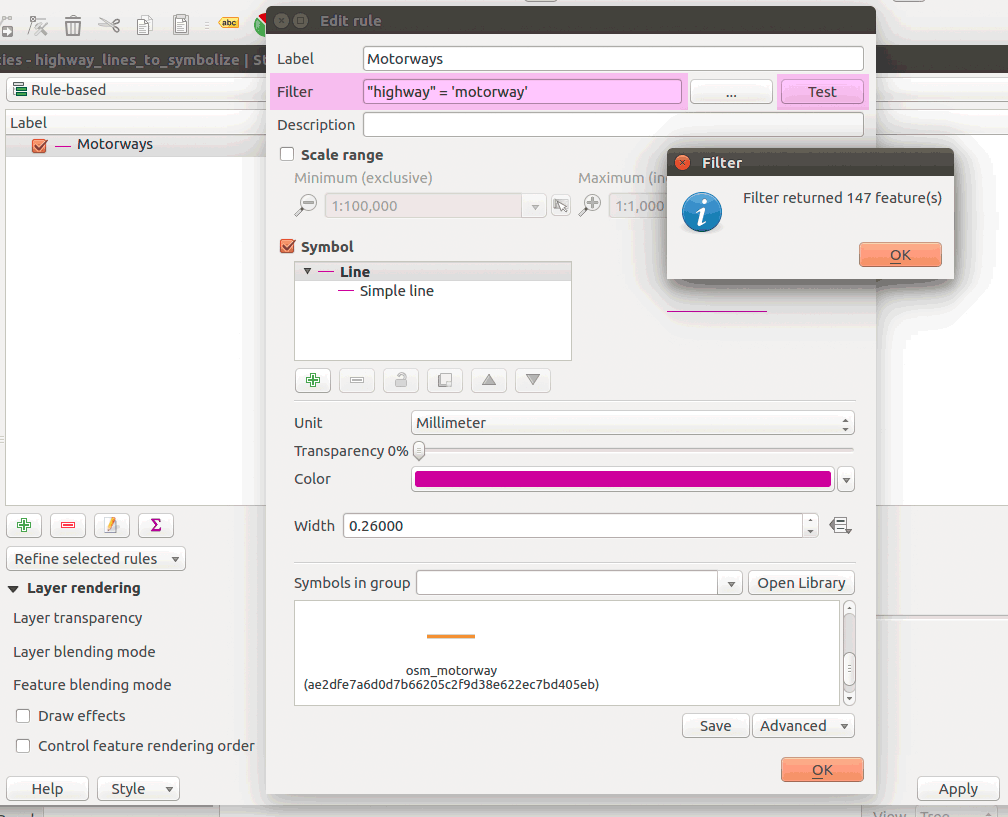 abc
Edit rule
ties - highway_lines_to_symbolize | St
Label
Motorways
Rule-based
Filter
"highway" = 'motorway'
...
Test
Label
Description
Motorways
Scale range
Filter
Minimum (exclusive)
Maximum (in
Filter returned 147 feature(s)
1:100,000
1:1,000
OK
Symbol
Line
Simple line
Unit
Millimeter
Transparency 0%
Color
Width
0.26000
Σ
Refine selected rules
Symbols in group
Open Library
Layer rendering
Layer transparency
Layer blending mode
Feature blending mode
osm_motorway
(ae2dfe7a6d0d7b66205c2f9d38e622ec7bd405eb)
Draw effects
Save
Advanced
Control feature rendering order
OK
Help
Style
Apply
View
Tree